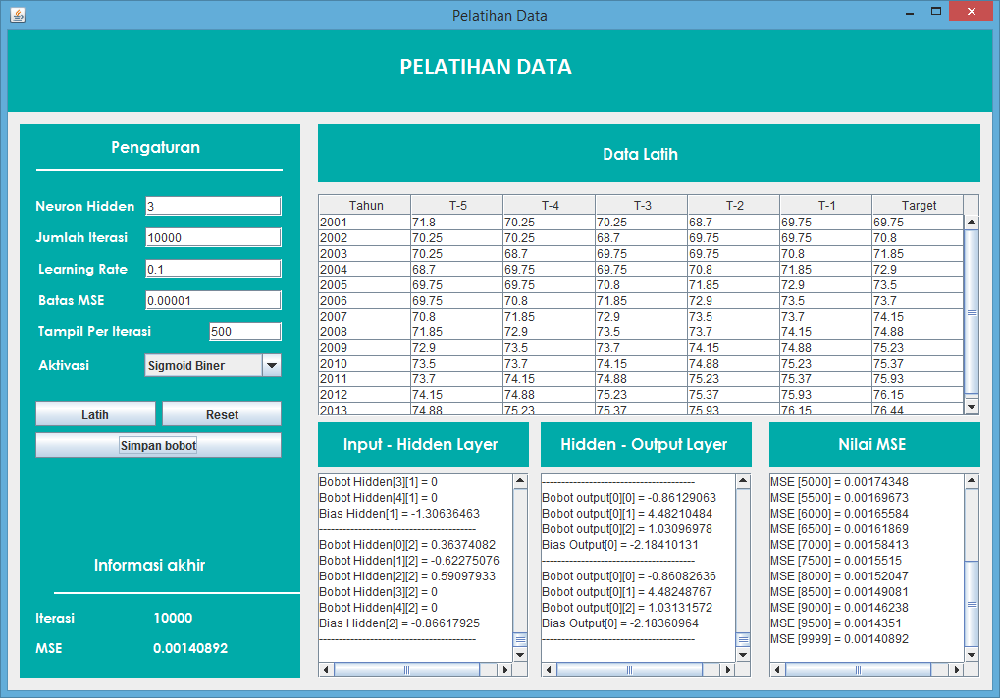 Pelatihan Data
PELATIHAN DATA
Pengaturan
Neuron Hidden 3
Jumlah Iterasi 10000
Learning Rate 0.1
Batas MSE 0.00001
Tampil Per Iterasi 500
Aktivasi Sigmoid Biner
Latih Reset
Simpan bobot
Informasi akhir
Iterasi 10000
MSE 0.00140892
Data Latih
Tahun T-5 T-4 T-3 T-2 T-1 Target
2001 71.8 70.25 70.25 68.7 69.75 69.75
2002 70.25 70.25 68.7 69.75 69.75 70.8
2003 70.25 68.7 69.75 69.75 70.8 71.85
2004 68.7 69.75 69.75 70.8 71.85 72.9
2005 69.75 69.75 70.8 71.85 72.9 73.5
2006 69.75 70.8 71.85 72.9 73.5 73.7
2007 70.8 71.85 72.9 73.5 73.7 74.15
2008 71.85 72.9 73.5 73.7 74.15 74.88
2009 72.9 73.5 73.7 74.15 74.88 75.23
2010 73.5 73.7 74.15 74.88 75.23 75.37
2011 73.7 74.15 74.88 75.23 75.37 75.93
2012 74.15 74.88 75.23 75.37 75.93 76.15
2013 74.88 75.23 75.37 75.93 76.15 76.44
Input - Hidden Layer
Bobot Hidden[3][1] = 0
Bobot Hidden[4][1] = 0
Bias Hidden[1] = -1.30636463
----------------------------------------
Bobot Hidden[0][2] = 0.36374082
Bobot Hidden[1][2] = -0.62275076
Bobot Hidden[2][2] = 0.59097933
Bobot Hidden[3][2] = 0
Bobot Hidden[4][2] = 0
Bias Hidden[2] = -0.86617925
----------------------------------------
Hidden - Output Layer
---------------------------------------
Bobot output[0][0] = -0.86129063
Bobot output[0][1] = 4.48210484
Bobot output[0][2] = 1.03096978
Bias Output[0] = -2.18410131
---------------------------------------
Bobot output[0][0] = -0.86082636
Bobot output[0][1] = 4.48248767
Bobot output[0][2] = 1.03131572
Bias Output[0] = -2.18360964
---------------------------------------
Nilai MSE
MSE [5000] = 0.00174348
MSE [5500] = 0.00169673
MSE [6000] = 0.00165584
MSE [6500] = 0.00161869
MSE [7000] = 0.00158413
MSE [7500] = 0.0015515
MSE [8000] = 0.00152047
MSE [8500] = 0.00149081
MSE [9000] = 0.00146238
MSE [9500] = 0.0014351
MSE [9999] = 0.00140892